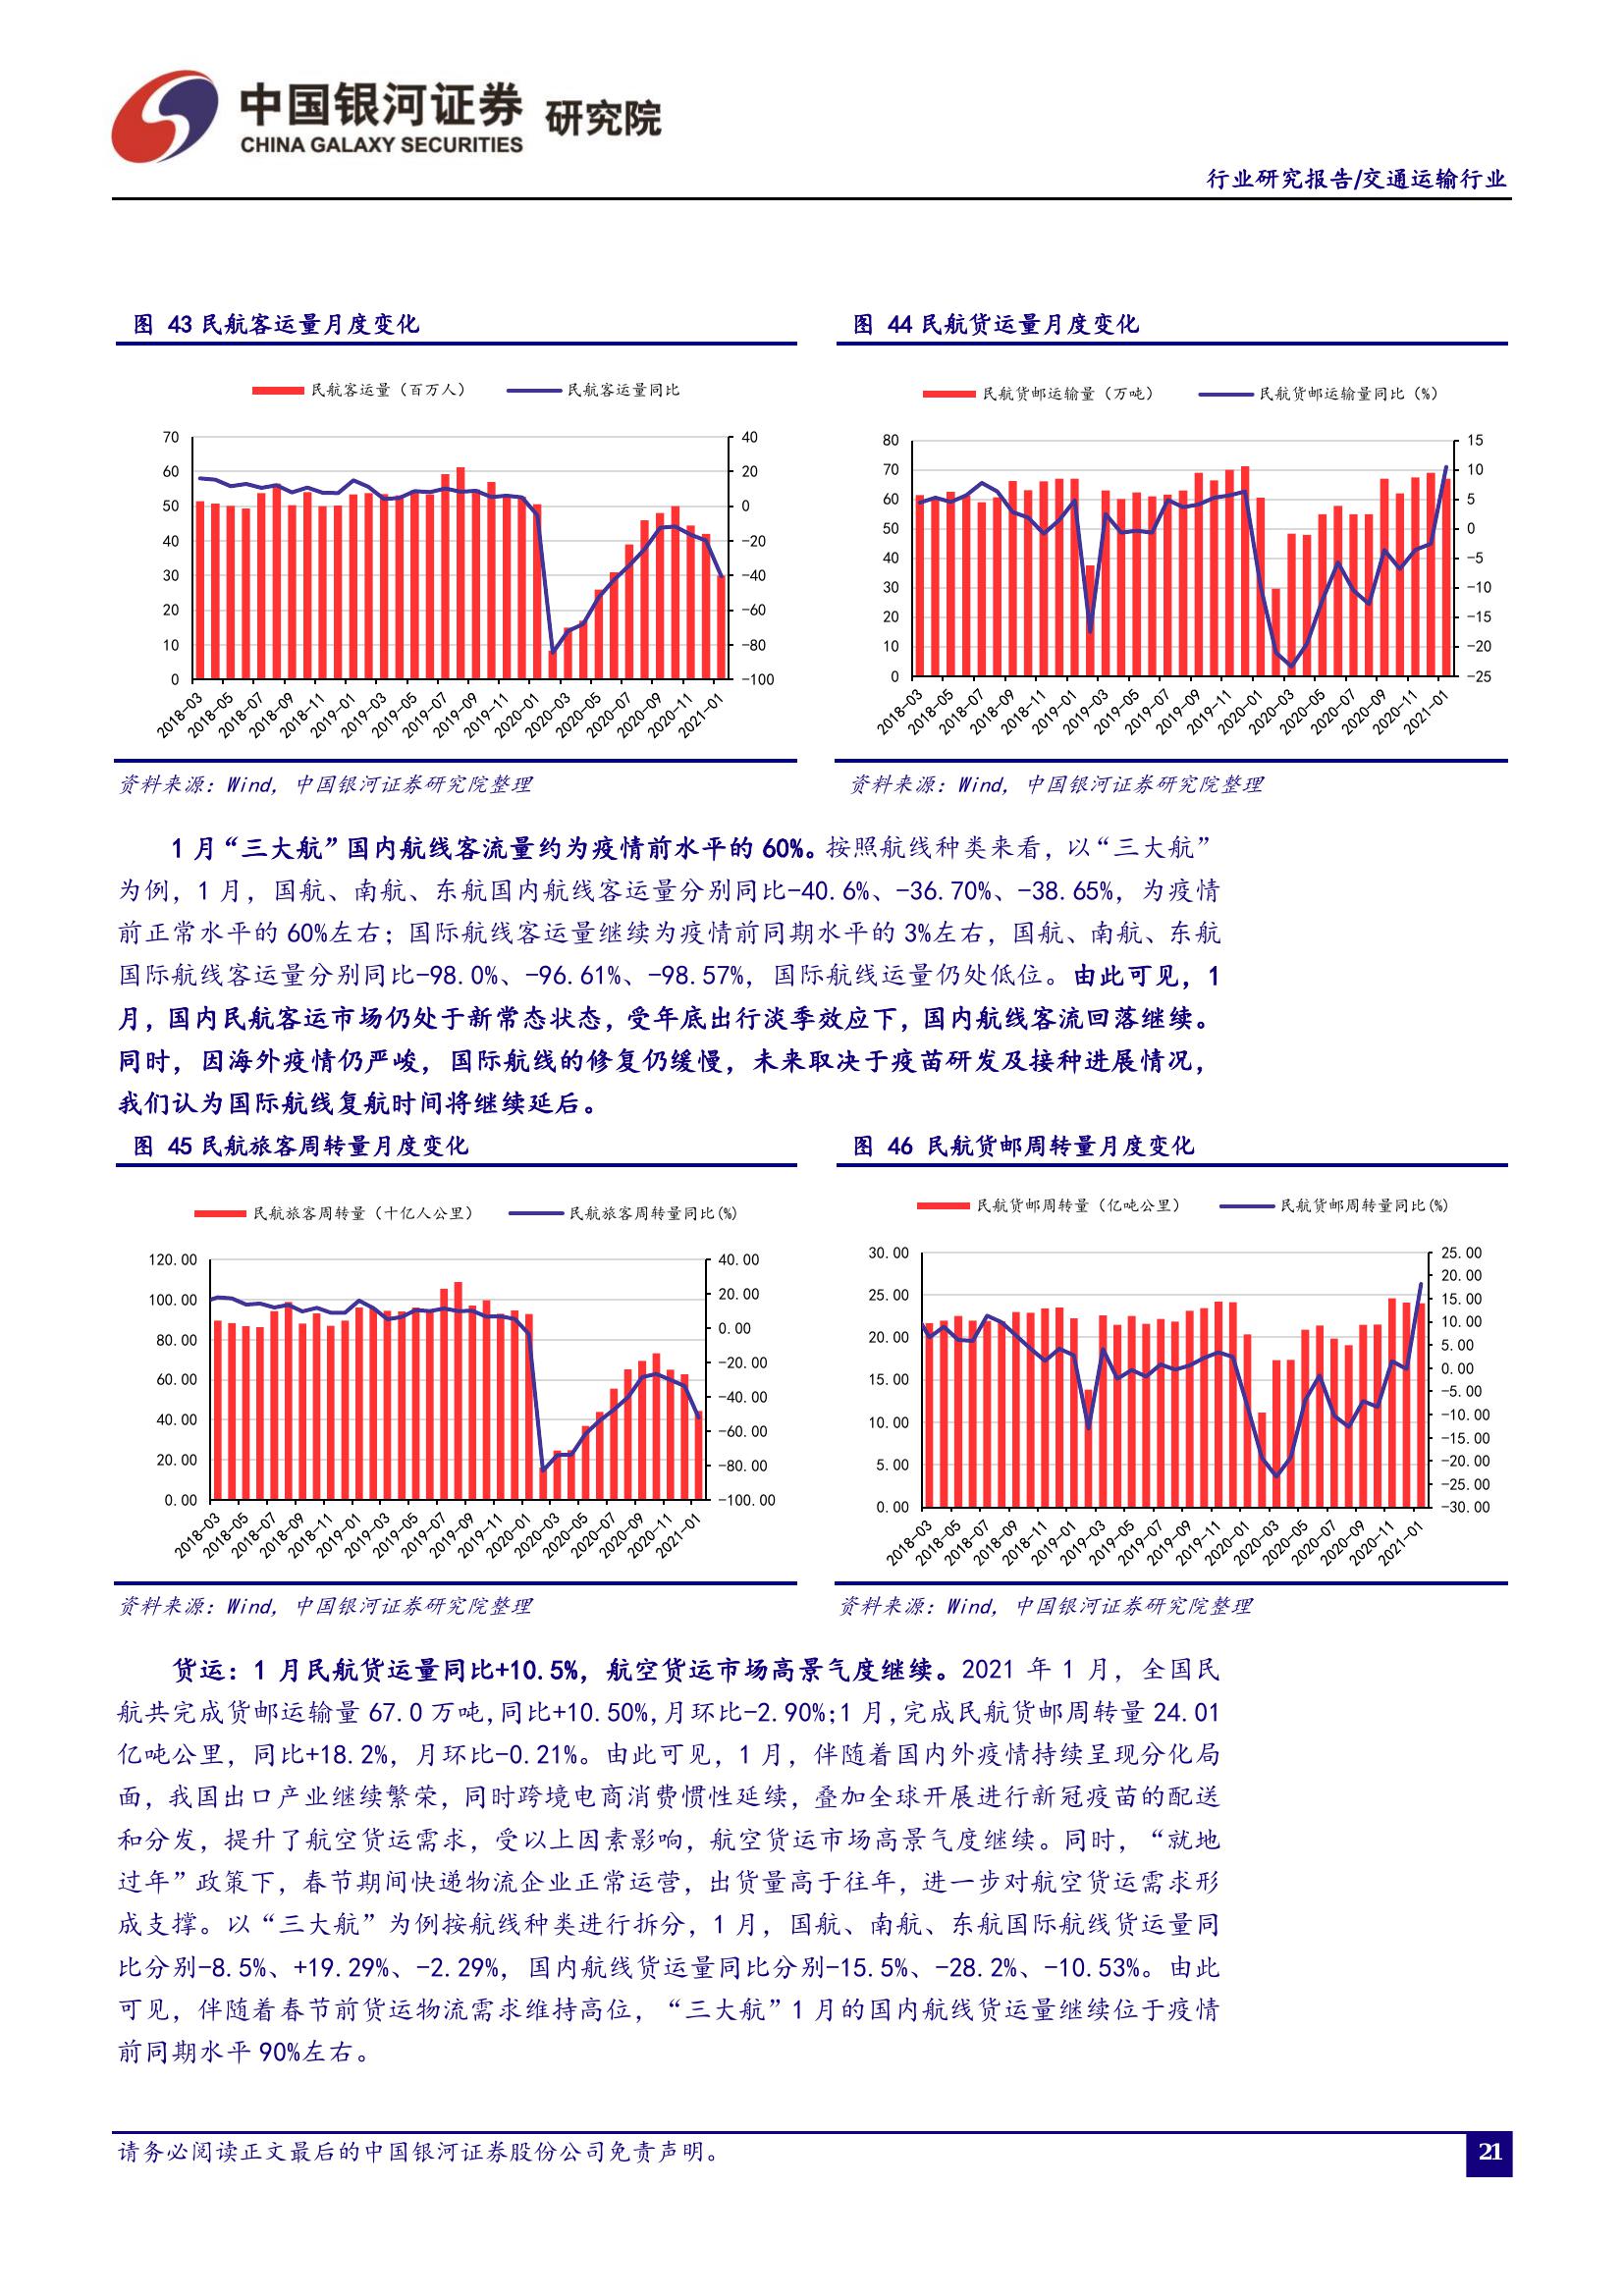 中国银河证券 研究院
CHINA GALAXY SECURITIES
行业研究报告/交通运输行业
图 43 民航客运量月度变化
民航客运量（百万人） 民航客运量同比
70
60
50
40
30
20
10
0
40
20
0
-20
-40
-60
-80
-100
2018-03 2018-05 2018-07 2018-09 2018-11 2019-01 2019-03 2019-05 2019-07 2019-09 2019-11 2020-01 2020-03 2020-05 2020-07 2020-09 2020-11 2021-01
资料来源：Wind, 中国银河证券研究院整理
图 44 民航货运量月度变化
民航货邮运输量（万吨） 民航货邮运输量同比（%）
80
70
60
50
40
30
20
10
0
15
10
5
0
-5
-10
-15
-20
-25
2018-03 2018-05 2018-07 2018-09 2018-11 2019-01 2019-03 2019-05 2019-07 2019-09 2019-11 2020-01 2020-03 2020-05 2020-07 2020-09 2020-11 2021-01
资料来源：Wind, 中国银河证券研究院整理
1 月“三大航”国内航线客流量约为疫情前水平的 60%。按照航线种类来看，以“三大航”
为例，1 月，国航、南航、东航国内航线客运量分别同比-40.6%、-36.70%、-38.65%，为疫情
前正常水平的 60%左右；国际航线客运量继续为疫情前同期水平的 3%左右，国航、南航、东航
国际航线客运量分别同比-98.0%、-96.61%、-98.57%，国际航线运量仍处低位。由此可见，1
月，国内民航客运市场仍处于新常态状态，受年底出行淡季效应下，国内航线客流回落继续。
同时，因海外疫情仍严峻，国际航线的修复仍缓慢，未来取决于疫苗研发及接种进展情况，
我们认为国际航线复航时间将继续延后。
图 45 民航旅客周转量月度变化
民航旅客周转量（十亿人公里） 民航旅客周转量同比(%)
120.00
100.00
80.00
60.00
40.00
20.00
0.00
40.00
20.00
0.00
-20.00
-40.00
-60.00
-80.00
-100.00
2018-03 2018-05 2018-07 2018-09 2018-11 2019-01 2019-03 2019-05 2019-07 2019-09 2019-11 2020-01 2020-03 2020-05 2020-07 2020-09 2020-11 2021-01
资料来源：Wind, 中国银河证券研究院整理
图 46 民航货邮周转量月度变化
民航货邮周转量（亿吨公里） 民航货邮周转量同比(%)
30.00
25.00
20.00
15.00
10.00
5.00
0.00
25.00
20.00
15.00
10.00
5.00
0.00
-5.00
-10.00
-15.00
-20.00
-25.00
-30.00
2018-03 2018-05 2018-07 2018-09 2018-11 2019-01 2019-03 2019-05 2019-07 2019-09 2019-11 2020-01 2020-03 2020-05 2020-07 2020-09 2020-11 2021-01
资料来源：Wind, 中国银河证券研究院整理
货运：1 月民航货运量同比+10.5%，航空货运市场高景气度继续。2021 年 1 月，全国民
航共完成货邮运输量 67.0 万吨,同比+10.50%,月环比-2.90%;1 月,完成民航货邮周转量 24.01
亿吨公里，同比+18.2%，月环比-0.21%。由此可见，1 月，伴随着国内外疫情持续呈现分化局
面，我国出口产业继续繁荣，同时跨境电商消费惯性延续，叠加全球开展进行新冠疫苗的配送
和分发，提升了航空货运需求，受以上因素影响，航空货运市场高景气度继续。同时，“就地
过年”政策下，春节期间快递物流企业正常运营，出货量高于往年，进一步对航空货运需求形
成支撑。以“三大航”为例按航线种类进行拆分，1 月，国航、南航、东航国际航线货运量同
比分别-8.5%、+19.29%、-2.29%，国内航线货运量同比分别-15.5%、-28.2%、-10.53%。由此
可见，伴随着春节前货运物流需求维持高位，“三大航”1 月的国内航线货运量继续位于疫情
前同期水平 90%左右。
请务必阅读正文最后的中国银河证券股份公司免责声明。
21